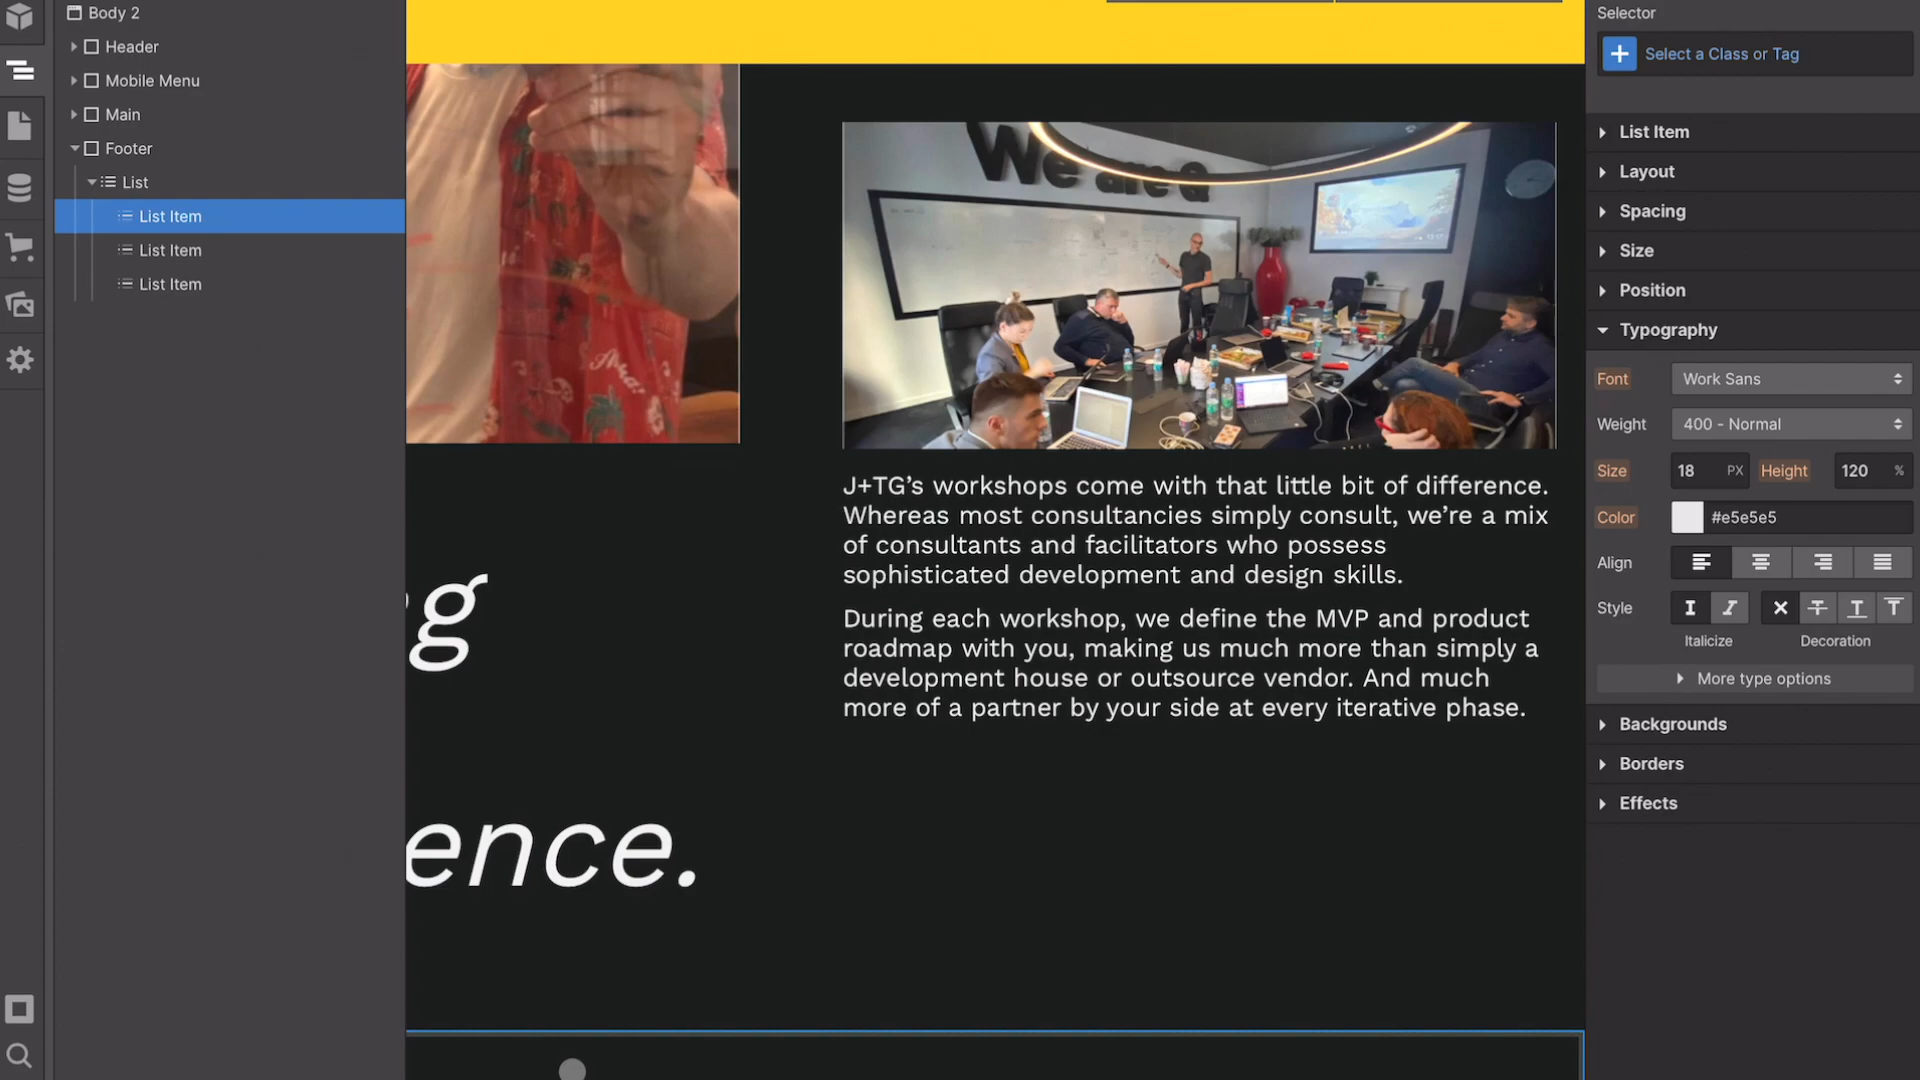 Body 2
Header
Mobile Menu
Main
Footer
List
List Item
List Item
List Item
We are Q
J+TG’s workshops come with that little bit of difference.
Whereas most consultancies simply consult, we’re a mix
of consultants and facilitators who possess
sophisticated development and design skills.
During each workshop, we define the MVP and product
roadmap with you, making us much more than simply a
development house or outsource vendor. And much
more of a partner by your side at every iterative phase.
g
ence.
Selector
Select a Class or Tag
List Item
Layout
Spacing
Size
Position
Typography
Font Work Sans
Weight 400 - Normal
Size 18 PX Height 120 %
Color #e5e5e5
Align
Style
Italicize Decoration
More type options
Backgrounds
Borders
Effects